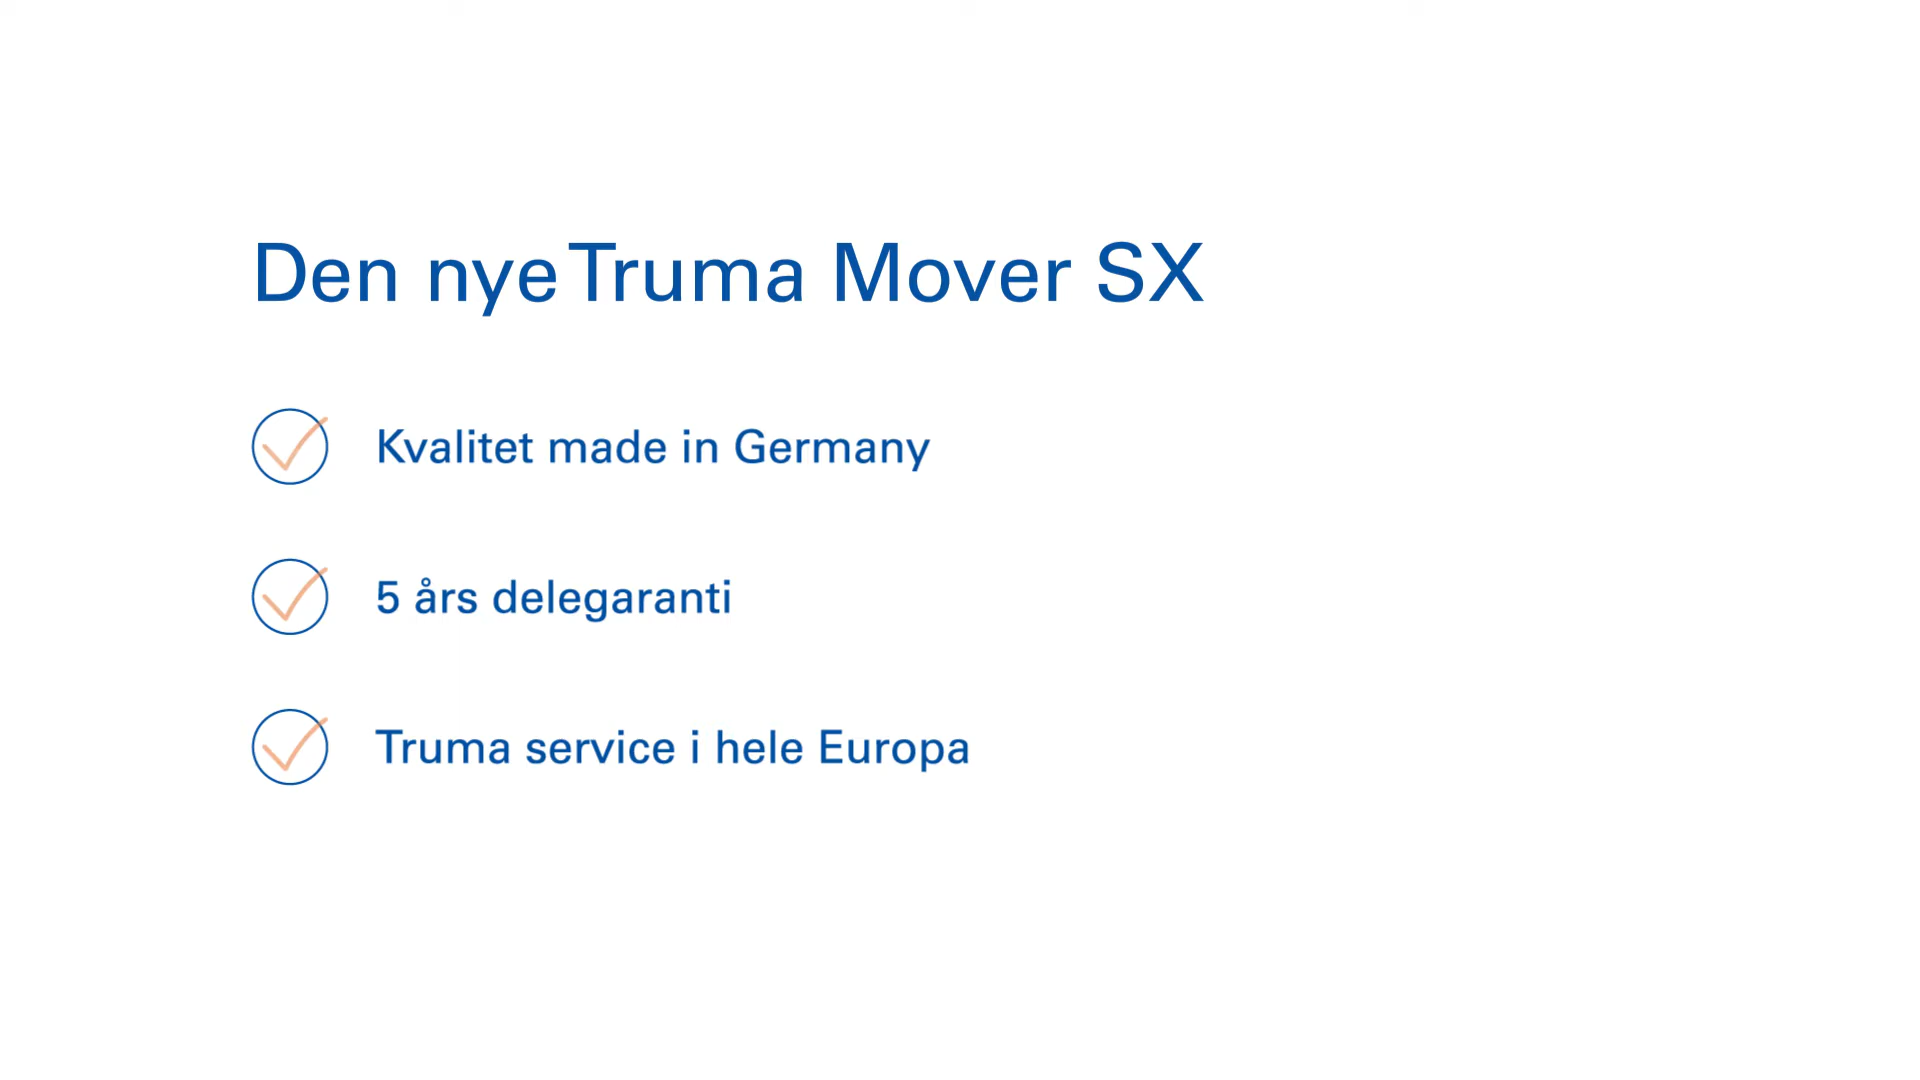 Den nye Truma Mover SX
Kvalitet made in Germany
5 års delegaranti
Truma service i hele Europa